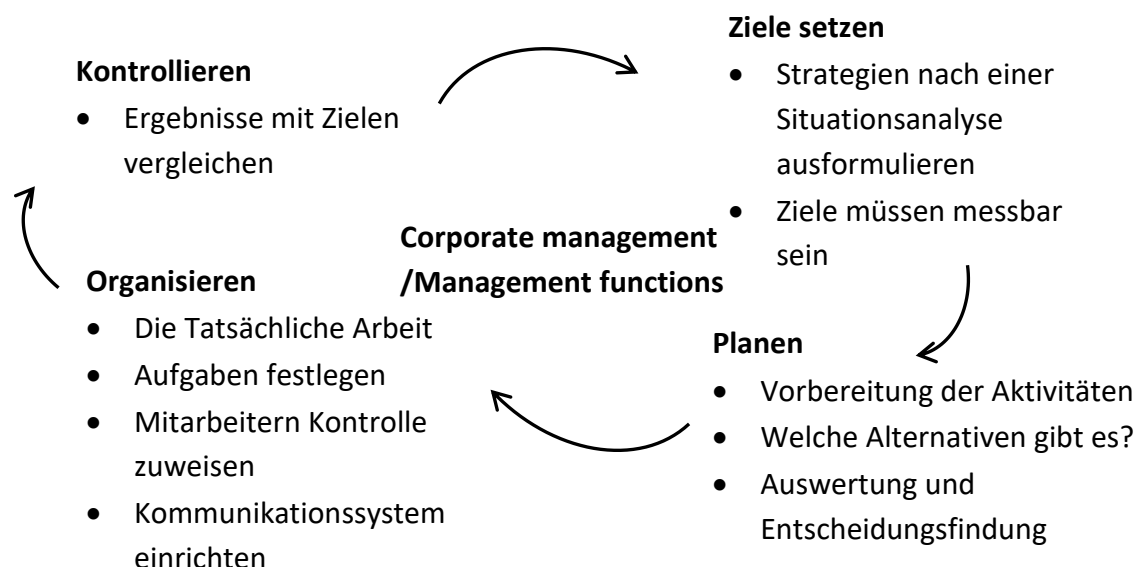 Ziele setzen
• Strategien nach einer
Situationsanalyse
ausformulieren
• Ziele müssen messbar
sein
Planen
• Vorbereitung der Aktivitäten
• Welche Alternativen gibt es?
• Auswertung und
Entscheidungsfindung
Organisieren
• Die Tatsächliche Arbeit
• Aufgaben festlegen
• Mitarbeitern Kontrolle
zuweisen
• Kommunikationssystem
einrichten
Kontrollieren
• Ergebnisse mit Zielen
vergleichen
Corporate management
/Management functions